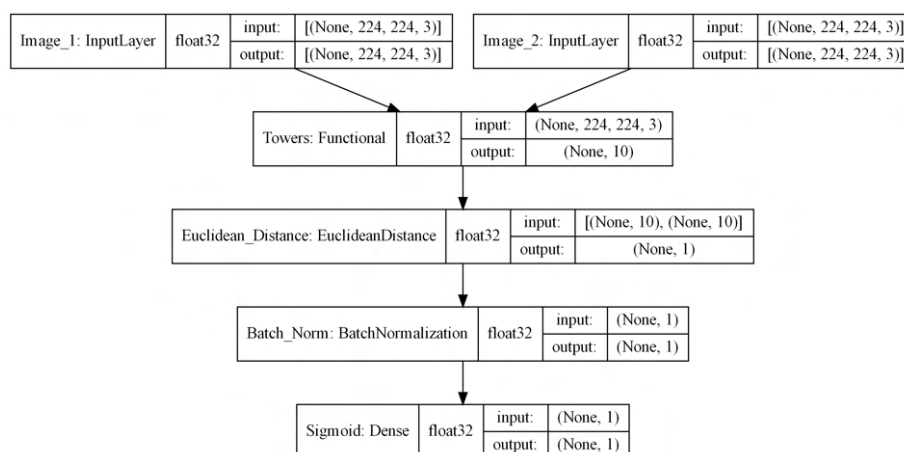 Image_1: InputLayer float32 input: [(None, 224, 224, 3)]
output: [(None, 224, 224, 3)]
Image_2: InputLayer float32 input: [(None, 224, 224, 3)]
output: [(None, 224, 224, 3)]
Towers: Functional float32 input: (None, 224, 224, 3)
output: (None, 10)
Euclidean_Distance: EuclideanDistance float32 input: [(None, 10), (None, 10)]
output: (None, 1)
Batch_Norm: BatchNormalization float32 input: (None, 1)
output: (None, 1)
Sigmoid: Dense float32 input: (None, 1)
output: (None, 1)